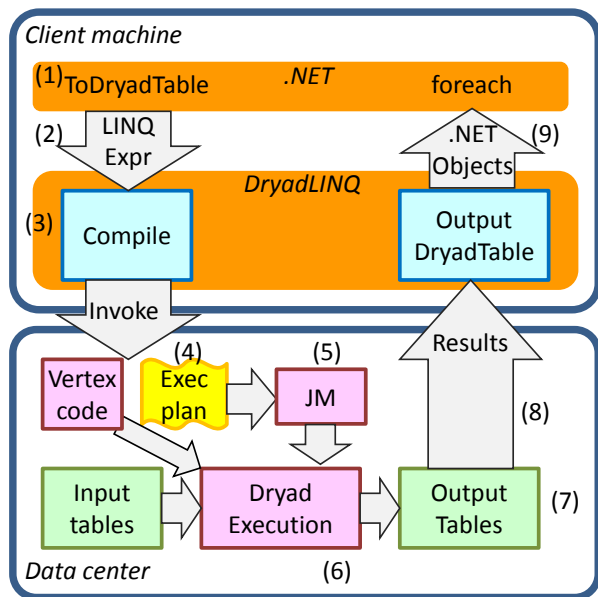 Client machine
(1) ToDryadTable .NET foreach
(2) LINQ Expr
.NET Objects (9)
DryadLINQ
(3) Compile
Output DryadTable
Invoke
Results
(4) (5)
Vertex code
Exec plan
JM
(8)
Input tables
Dryad Execution
Output Tables
(7)
(6)
Data center